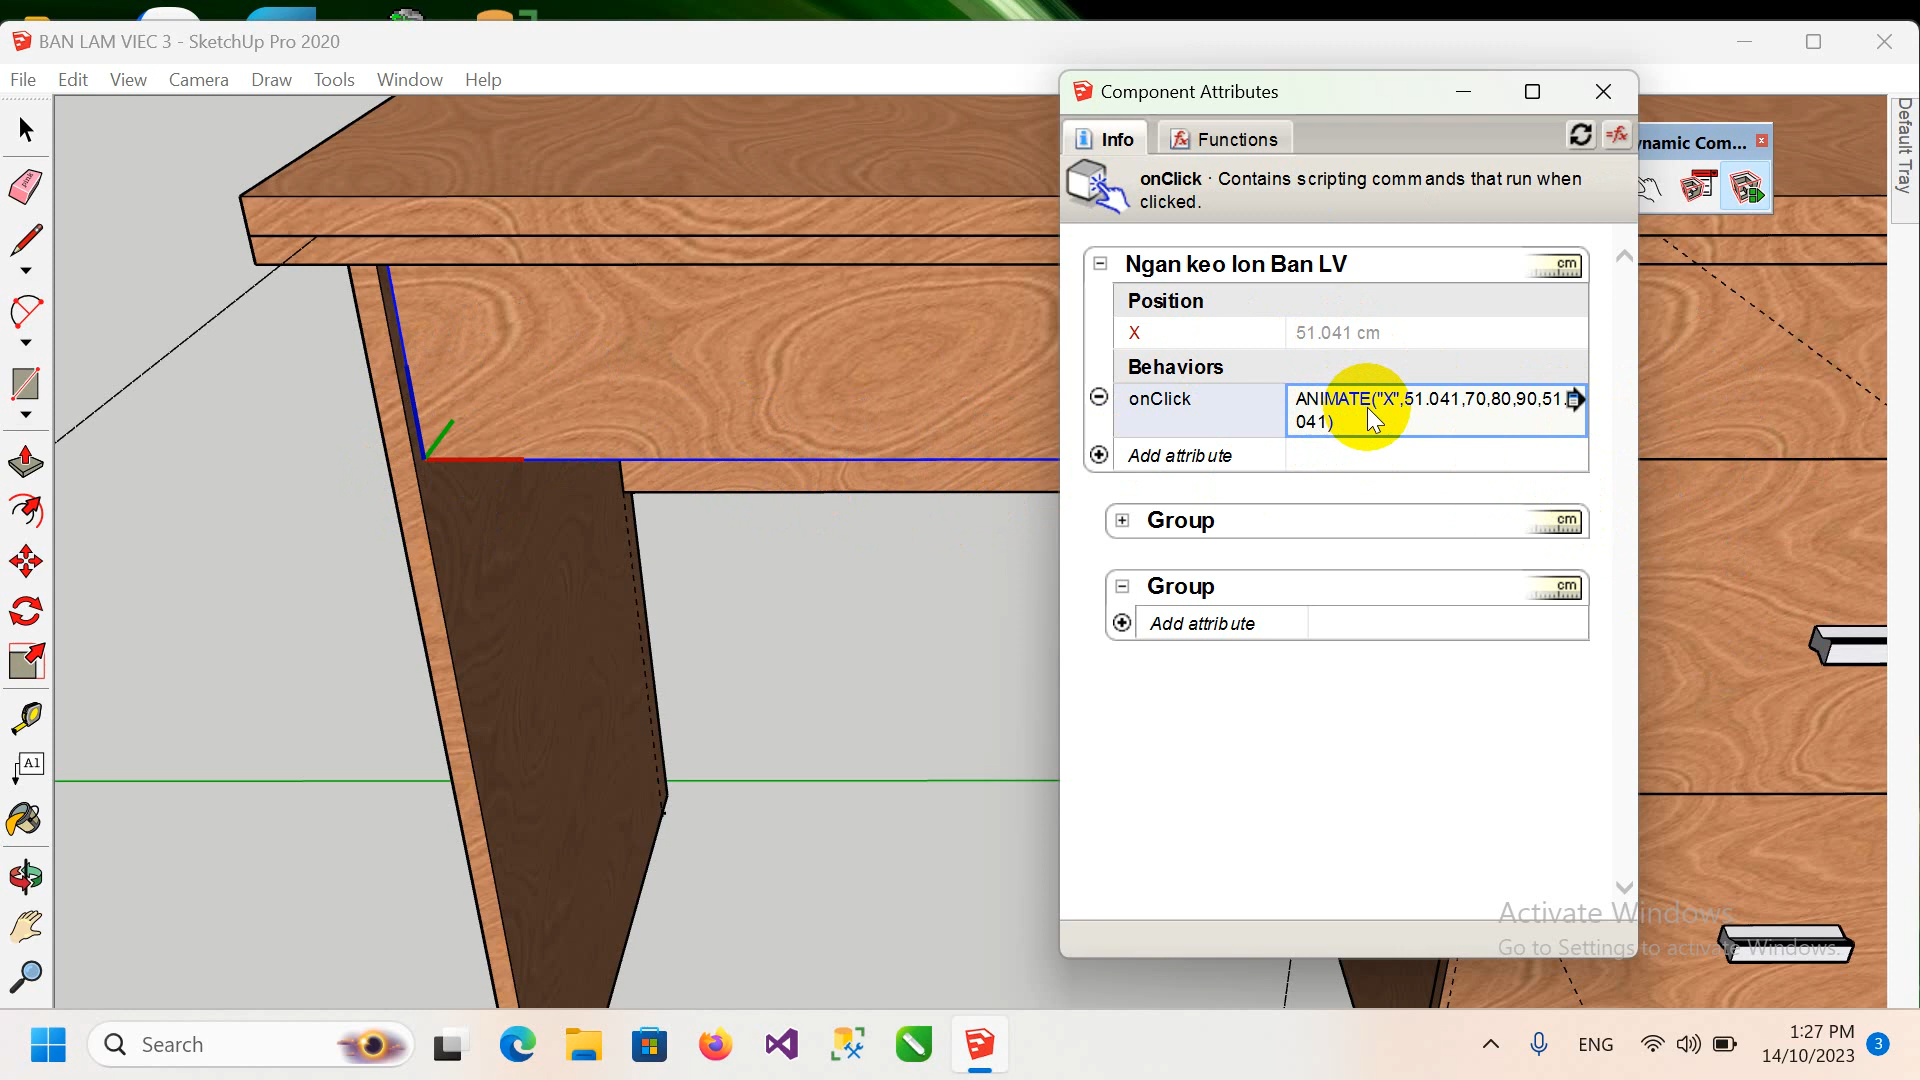 BAN LAM VIEC 3 - SketchUp Pro 2020
File Edit View Camera Draw Tools Window Help
Component Attributes
Info Functions
onClick · Contains scripting commands that run when
clicked.
Ngan keo lon Ban LV cm
Position
X 51.041 cm
Behaviors
onClick ANIMATE("X",51.041,70,80,90,51.
041)
Add attribute
Group cm
Group cm
Add attribute
ynamic Com...
Default Tray
A1
Activate Windows
Go to Settings to activate Windows.
Search
ENG
1:27 PM
14/10/2023
3